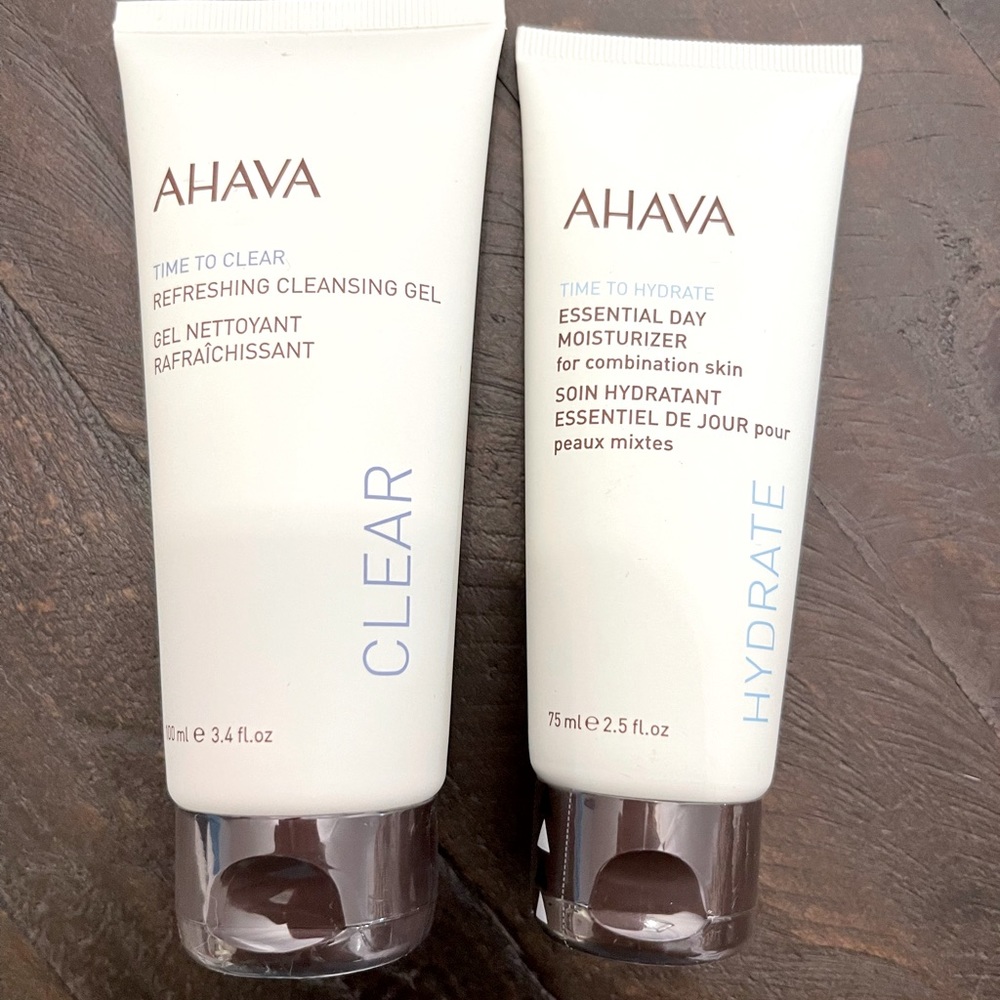 AHAVA
TIME TO CLEAR
REFRESHING CLEANSING GEL
GEL NETTOYANT
RAFRAÎCHISSANT
CLEAR
100 ml e 3.4 fl.oz
AHAVA
TIME TO HYDRATE
ESSENTIAL DAY
MOISTURIZER
for combination skin
SOIN HYDRATANT
ESSENTIEL DE JOUR pour
peaux mixtes
HYDRATE
75 ml e 2.5 fl.oz